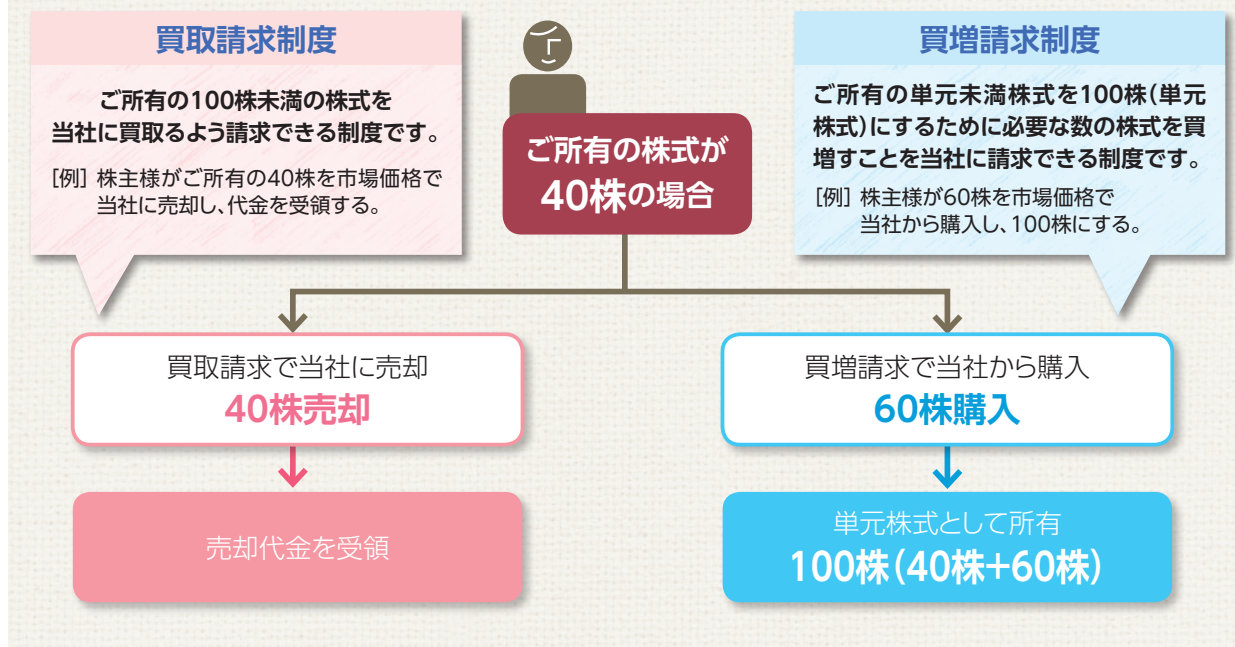 買取請求制度
ご所有の100株未満の株式を
当社に買取るよう請求できる制度です。
[例] 株主様がご所有の40株を市場価格で
当社に売却し、代金を受領する。
ご所有の株式が
40株の場合
買増請求制度
ご所有の単元未満株式を100株(単元
株式)にするために必要な数の株式を買
増すことを当社に請求できる制度です。
[例] 株主様が60株を市場価格で
当社から購入し、100株にする。
買取請求で当社に売却
40株売却
売却代金を受領
買増請求で当社から購入
60株購入
単元株式として所有
100株(40株+60株)